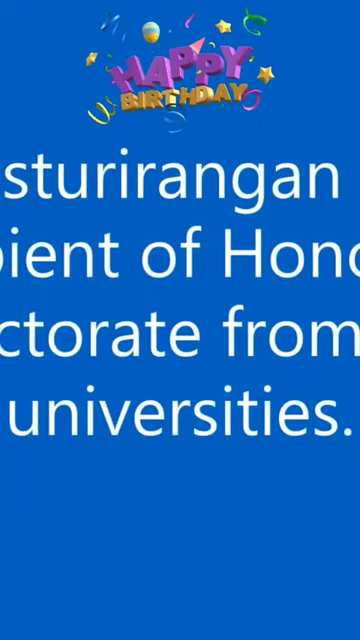 HAPPY
BIRTHDAY
sturirangan
pient of Hono
ctorate from
universities.